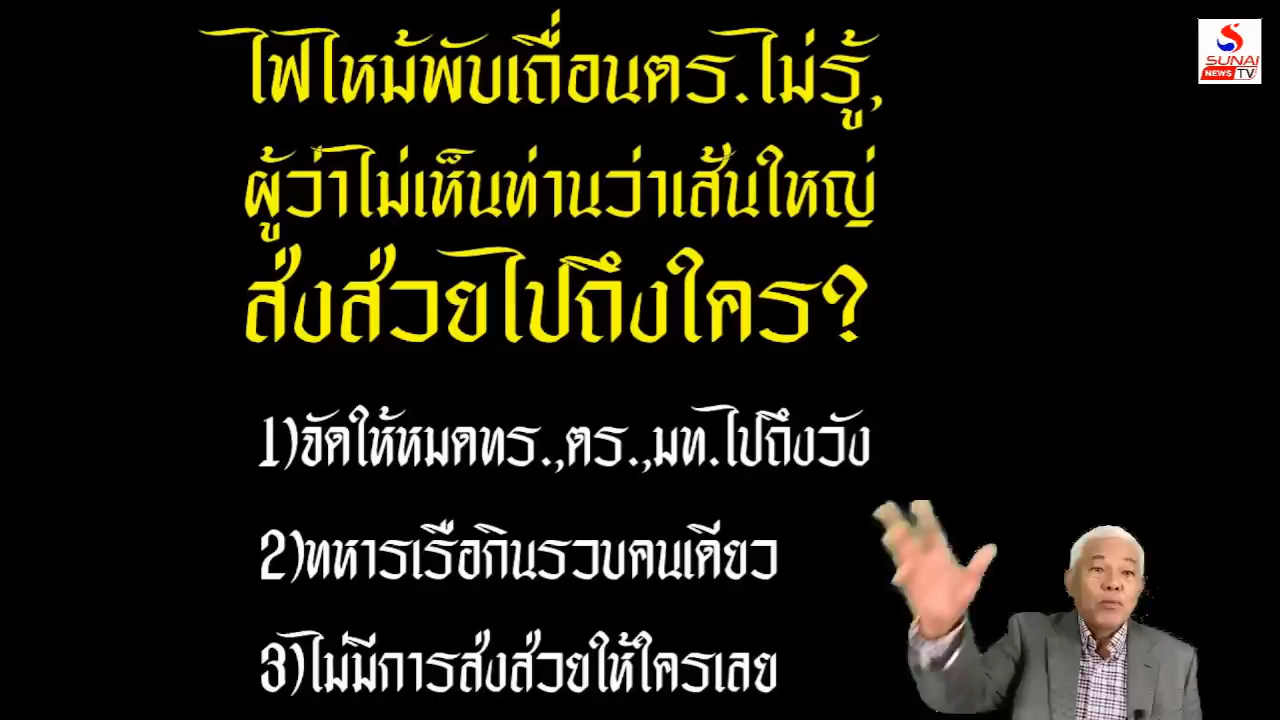 ไฟไหม้พับเถื่อนตร.ไม่รู้,
ผู้ว่าไม่เห็นท่านว่าเส้นใหญ่
ส่งส่วยไปถึงใคร?
1)จัดให้หมดทร.,ตร.,มท.ไปถึงวัง
2)ทหารเรือกินรวบคนเดียว
3)ไม่มีการส่งส่วยให้ใครเลย
SUNAI
NEWS TV